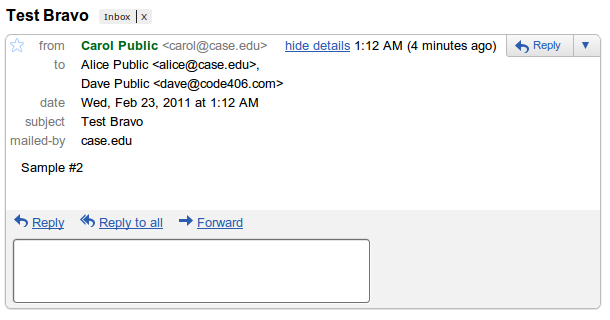 Test Bravo Inbox X
from Carol Public <carol@case.edu> hide details 1:12 AM (4 minutes ago) Reply
to Alice Public <alice@case.edu>,
Dave Public <dave@code406.com>
date Wed, Feb 23, 2011 at 1:12 AM
subject Test Bravo
mailed-by case.edu
Sample #2
Reply Reply to all Forward